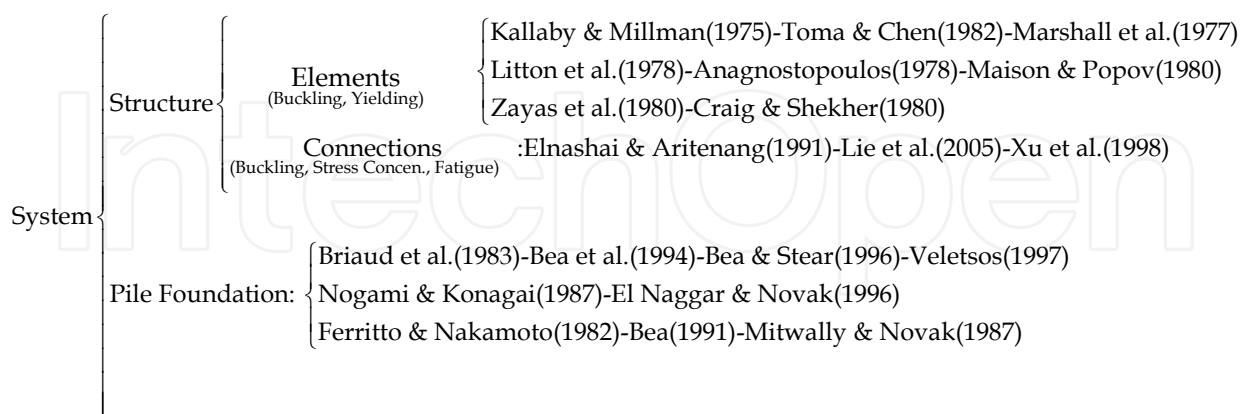 Kallaby & Millman(1975)-Toma & Chen(1982)-Marshall et al.(1977)
Elements
Litton et al.(1978)-Anagnostopoulos(1978)-Maison & Popov(1980)
(Buckling, Yielding)
Structure
Zayas et al.(1980)-Craig & Shekher(1980)
Connections :Elnashai & Aritenang(1991)-Lie et al.(2005)-Xu et al.(1998)
(Buckling, Stress Concen., Fatigue)
System
Briaud et al.(1983)-Bea et al.(1994)-Bea & Stear(1996)-Veletsos(1997)
Pile Foundation: Nogami & Konagai(1987)-El Naggar & Novak(1996)
Ferritto & Nakamoto(1982)-Bea(1991)-Mitwally & Novak(1987)
IntechOpen